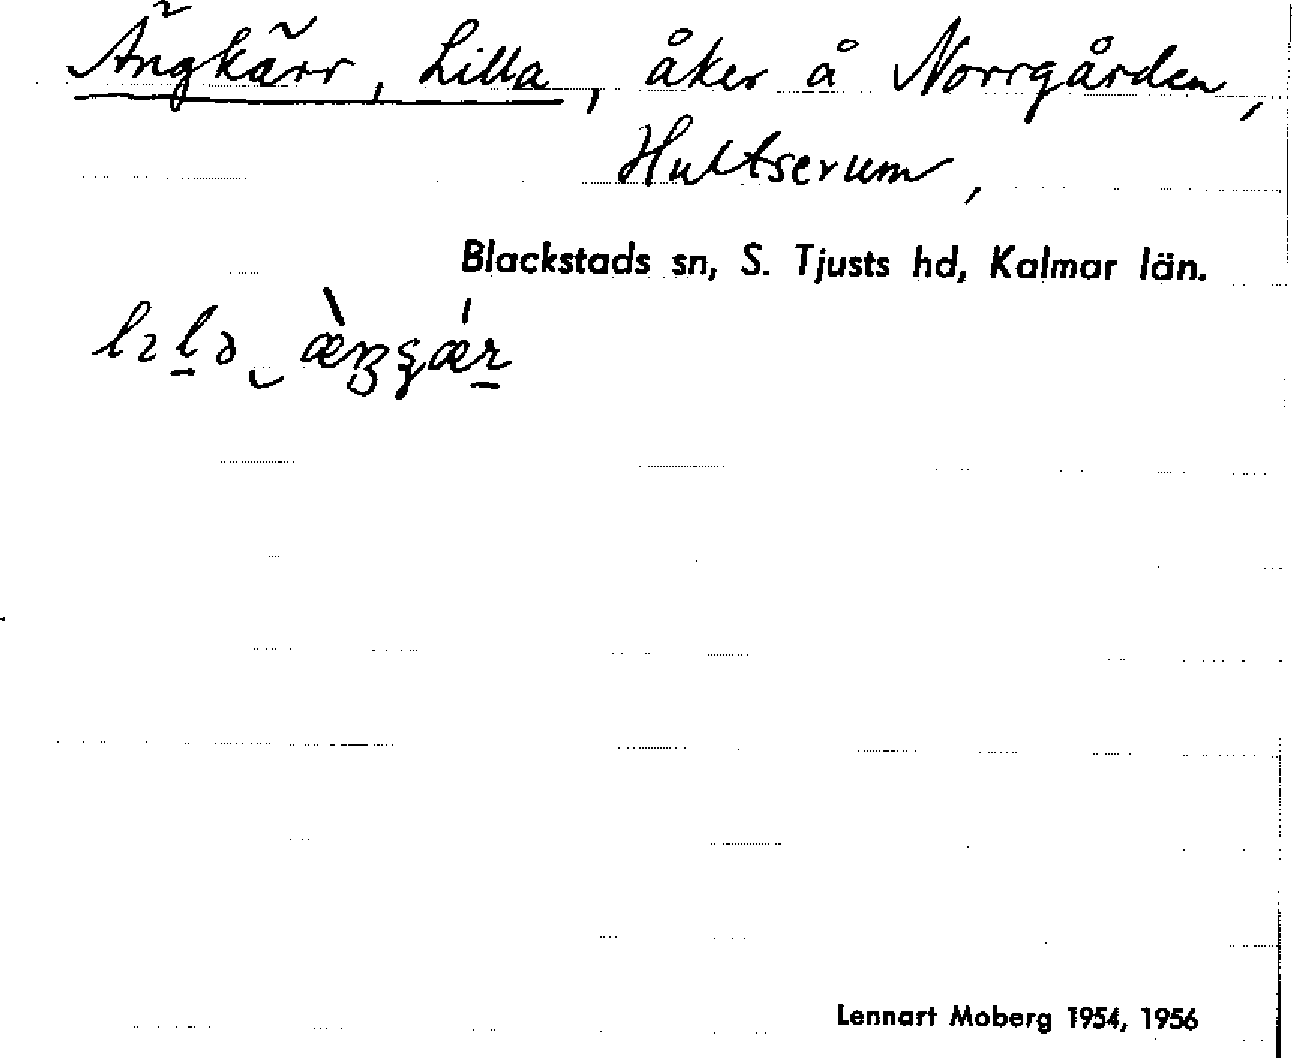 Ängkärr, Lilla, åker å Norrgården,
Hultserum,
Blackstads sn, S. Tjusts hd, Kalmar län.
Lennart Moberg 1954, 1956